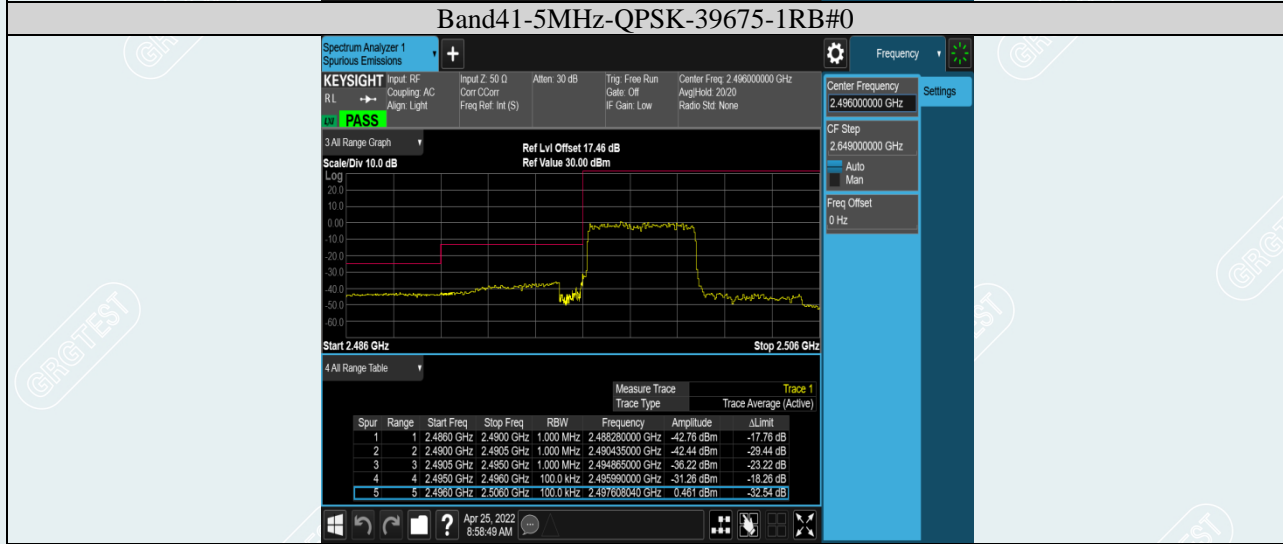 Band41-5MHz-QPSK-39675-1RB#0
Spectrum Analyzer 1
Spurious Emissions
Frequency
KEYSIGHT
Input: RF
Input Z: 50 Ω
Atten: 30 dB
Trig: Free Run
Center Freq: 2.496000000 GHz
RL
Coupling: AC
Corr CCorr
Gate: Off
Avg|Hold: 20/20
Align: Light
Freq Ref: Int (S)
IF Gain: Low
Radio Std: None
PASS
Center Frequency
Settings
2.496000000 GHz
CF Step
2.649000000 GHz
Auto
Man
Freq Offset
0 Hz
3 All Range Graph
Ref Lvl Offset 17.46 dB
Scale/Div 10.0 dB
Ref Value 30.00 dBm
Log
20.0
10.0
0.00
-10.0
-20.0
-30.0
-40.0
-50.0
-60.0
Start 2.486 GHz
Stop 2.506 GHz
4 All Range Table
Measure Trace Trace 1
Trace Type Trace Average (Active)
Spur Range Start Freq Stop Freq RBW Frequency Amplitude ΔLimit
1 1 2.4860 GHz 2.4900 GHz 1.000 MHz 2.488280000 GHz -42.76 dBm -17.76 dB
2 2 2.4900 GHz 2.4905 GHz 1.000 MHz 2.490435000 GHz -42.44 dBm -29.44 dB
3 3 2.4905 GHz 2.4950 GHz 1.000 MHz 2.494865000 GHz -36.22 dBm -23.22 dB
4 4 2.4950 GHz 2.4960 GHz 100.0 kHz 2.495990000 GHz -31.26 dBm -18.26 dB
5 5 2.4960 GHz 2.5060 GHz 100.0 kHz 2.497608040 GHz 0.461 dBm -32.54 dB
Apr 25, 2022
8:58:49 AM
GRGTEST
GRGTEST